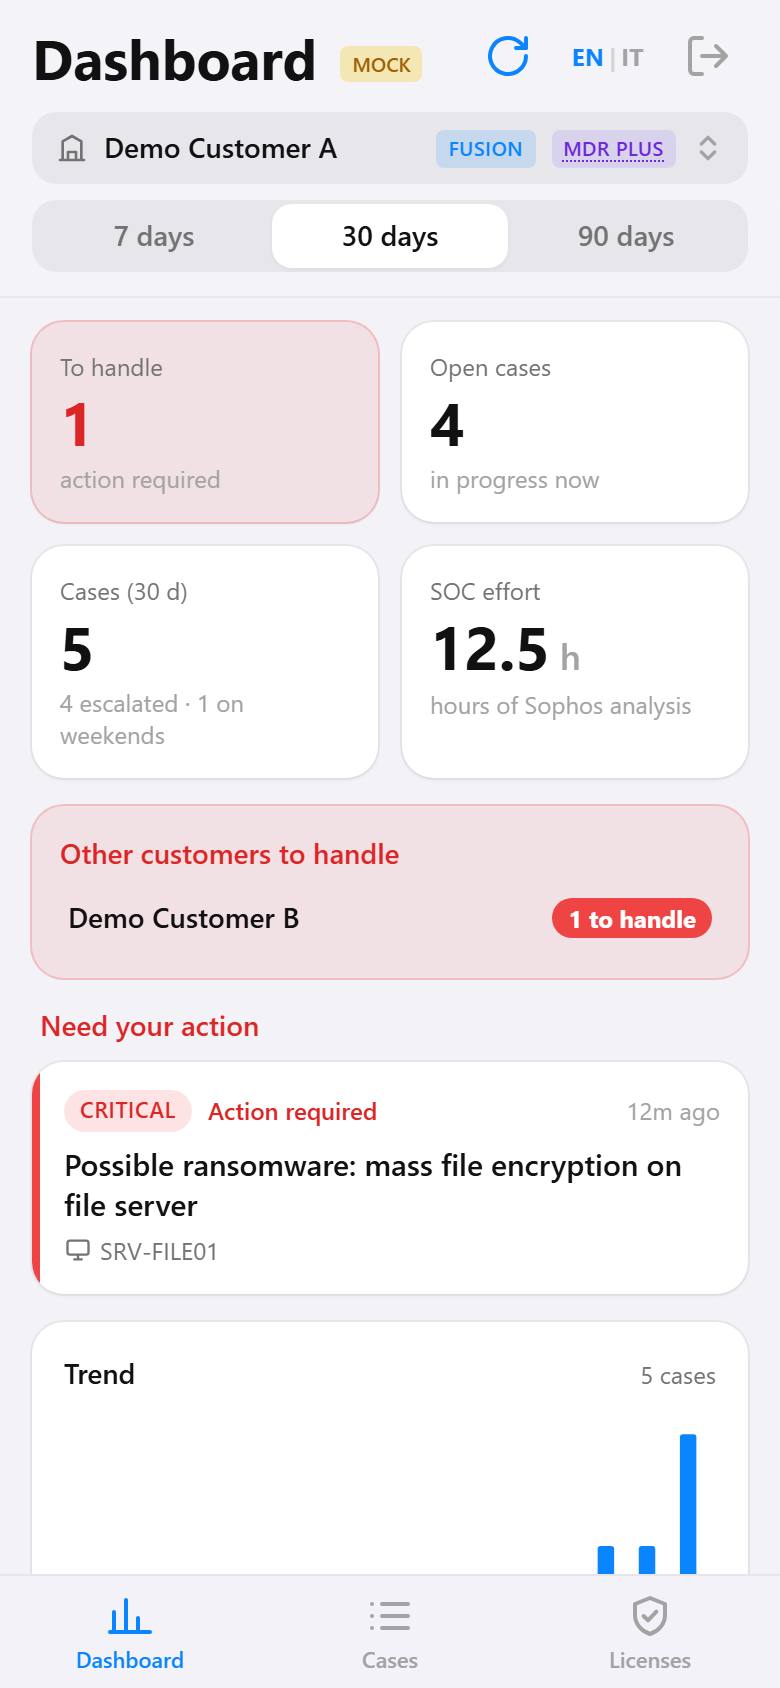 Dashboard MOCK EN | IT
Demo Customer A FUSION MDR PLUS
7 days 30 days 90 days
To handle
1
action required
Open cases
4
in progress now
Cases (30 d)
5
4 escalated · 1 on
weekends
SOC effort
12.5 h
hours of Sophos analysis
Other customers to handle
Demo Customer B 1 to handle
Need your action
CRITICAL Action required 12m ago
Possible ransomware: mass file encryption on
file server
SRV-FILE01
Trend 5 cases
Dashboard Cases Licenses